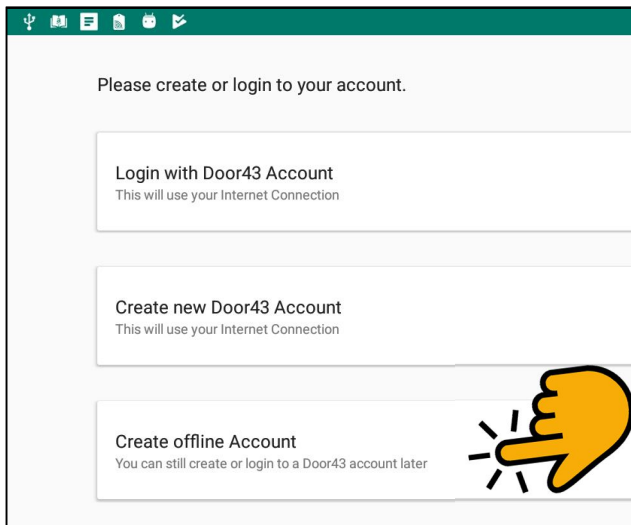 Please create or login to your account.
Login with Door43 Account
This will use your Internet Connection
Create new Door43 Account
This will use your Internet Connection
Create offline Account
You can still create or login to a Door43 account later